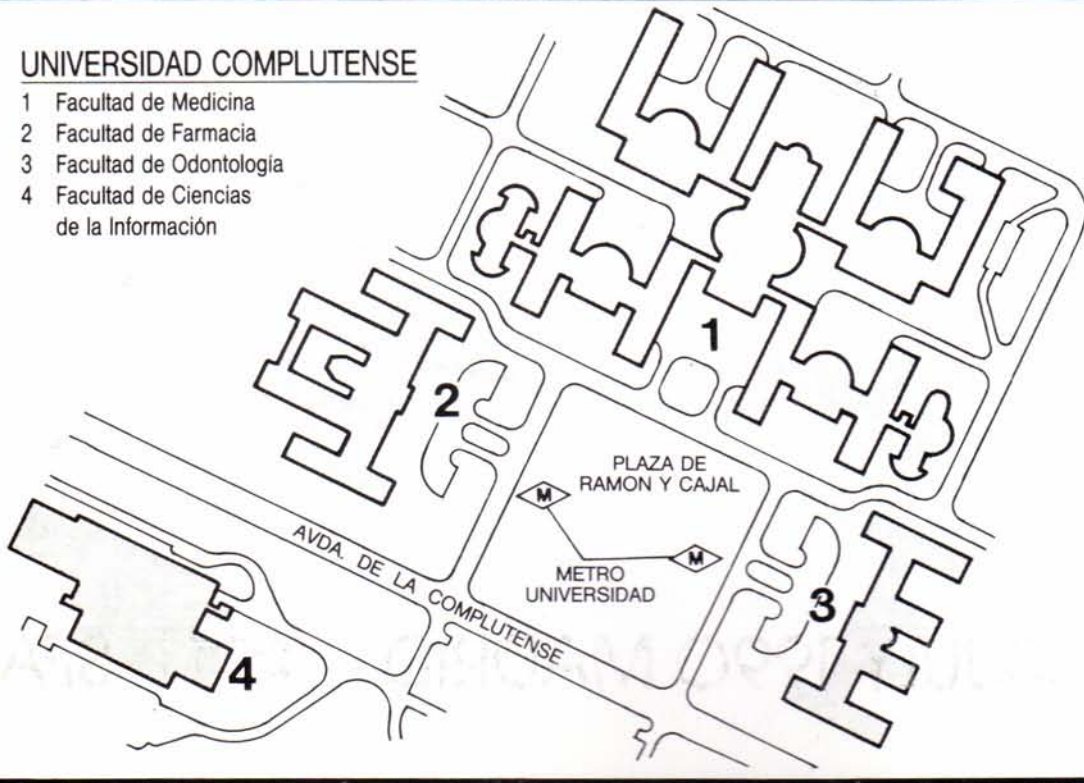 UNIVERSIDAD COMPLUTENSE
1 Facultad de Medicina
2 Facultad de Farmacia
3 Facultad de Odontología
4 Facultad de Ciencias
de la Información
1
2
PLAZA DE
RAMON Y CAJAL
M
M
METRO
UNIVERSIDAD
AVDA. DE LA COMPLUTENSE
3
4